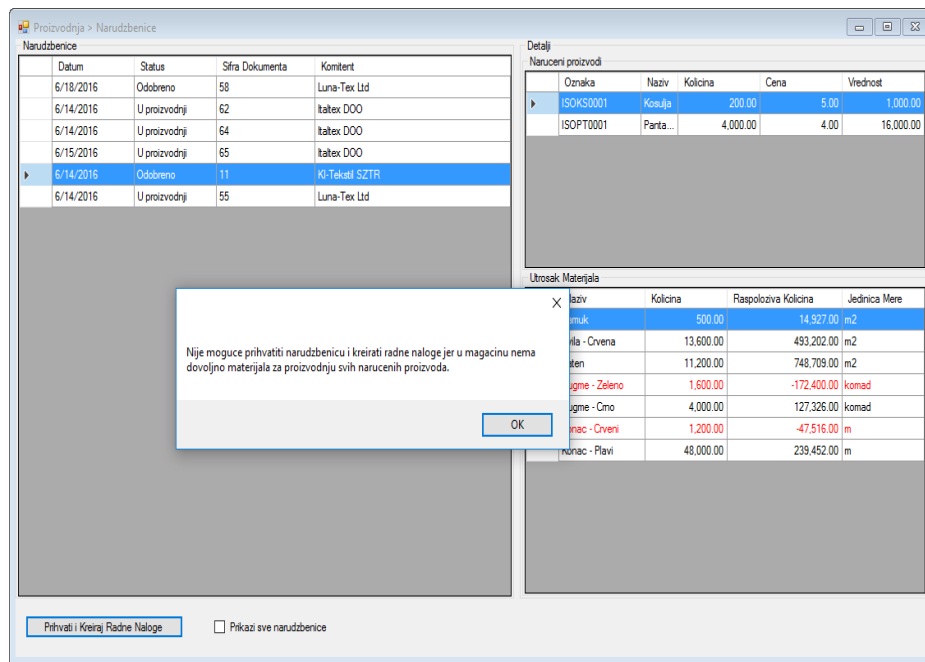 Proizvodnja > Narudzbenice
Narudzbenice
Datum Status Sifra Dokumenta Komitent
6/18/2016 Odobreno 58 Luna-Tex Ltd
6/14/2016 U proizvodnji 62 Italtex DOO
6/14/2016 U proizvodnji 64 Italtex DOO
6/15/2016 U proizvodnji 65 Italtex DOO
6/14/2016 Odobreno 11 KI-Tekstil SZTR
6/14/2016 U proizvodnji 55 Luna-Tex Ltd
Detalji
Naruceni proizvodi
Oznaka Naziv Kolicina Cena Vrednost
ISOKS0001 Kosulja 200.00 5.00 1,000.00
ISOPT0001 Panta... 4,000.00 4.00 16,000.00
Utrosak Materijala
Kolicina Raspoloziva Kolicina Jedinica Mere
500.00 14,927.00 m2
- Crvena 13,600.00 493,202.00 m2
11,200.00 748,709.00 m2
- Zeleno 1,600.00 -172,400.00 komad
- Crno 4,000.00 127,326.00 komad
- Crveni 1,200.00 -47,516.00 m
Konac - Plavi 48,000.00 239,452.00 m
Nije moguce prihvatiti narudzbenicu i kreirati radne naloge jer u magacinu nema
dovoljno materijala za proizvodnju svih narucenih proizvoda.
OK
Prihvati i Kreiraj Radne Naloge
Prikazi sve narudzbenice